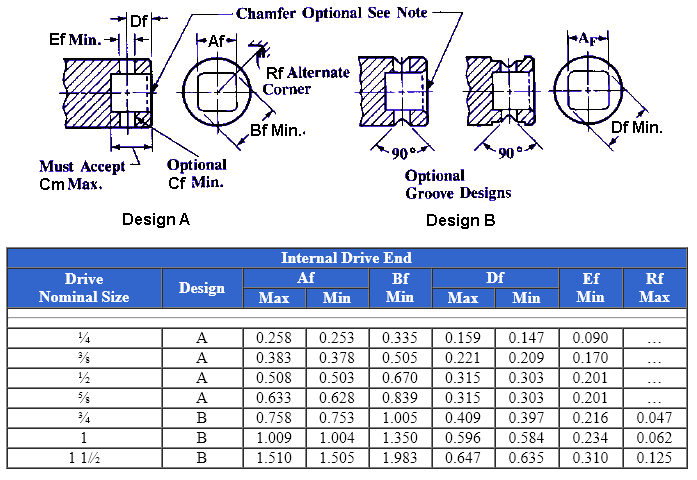 Df
Chamfer Optional See Note
Ef Min.
Af
Rf Alternate
Corner
Bf Min.
AF
Df Min.
90°
90°
Must Accept
Cm Max.
Optional
Cf Min.
Optional
Groove Designs
Design A
Design B
Internal Drive End
Drive Nominal Size Design Af Bf Min Df Ef Min Rf Max
Max Min Max Min
¼ A 0.258 0.253 0.335 0.159 0.147 0.090 …
⅜ A 0.383 0.378 0.505 0.221 0.209 0.170 …
½ A 0.508 0.503 0.670 0.315 0.303 0.201 …
⅝ A 0.633 0.628 0.839 0.315 0.303 0.201 …
¾ B 0.758 0.753 1.005 0.409 0.397 0.216 0.047
1 B 1.009 1.004 1.350 0.596 0.584 0.234 0.062
1 1/2 B 1.510 1.505 1.983 0.647 0.635 0.310 0.125